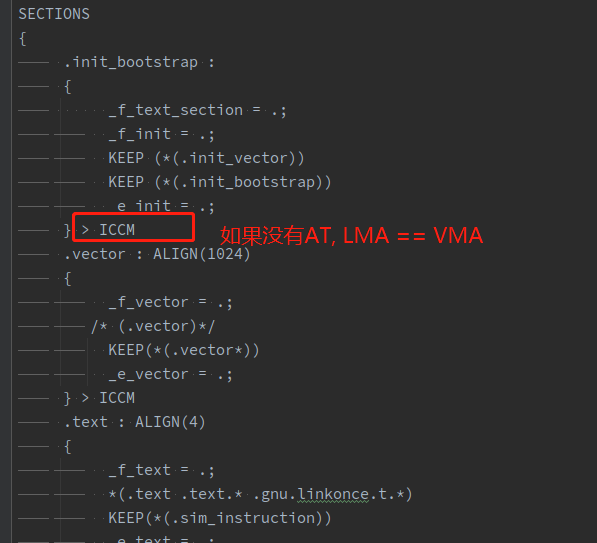 SECTIONS
{
.init_bootstrap :
{
_f_text_section = .;
_f_init = .;
KEEP (*(.init_vector))
KEEP (*(.init_bootstrap))
_e_init = .;
} > ICCM 如果没有AT, LMA == VMA
.vector : ALIGN(1024)
{
_f_vector = .;
/* (.vector)*/
KEEP(*(.vector*))
_e_vector = .;
} > ICCM
.text : ALIGN(4)
{
_f_text = .;
*(.text .text.* .gnu.linkonce.t.*)
KEEP(*(.sim_instruction))
_e_text = .;